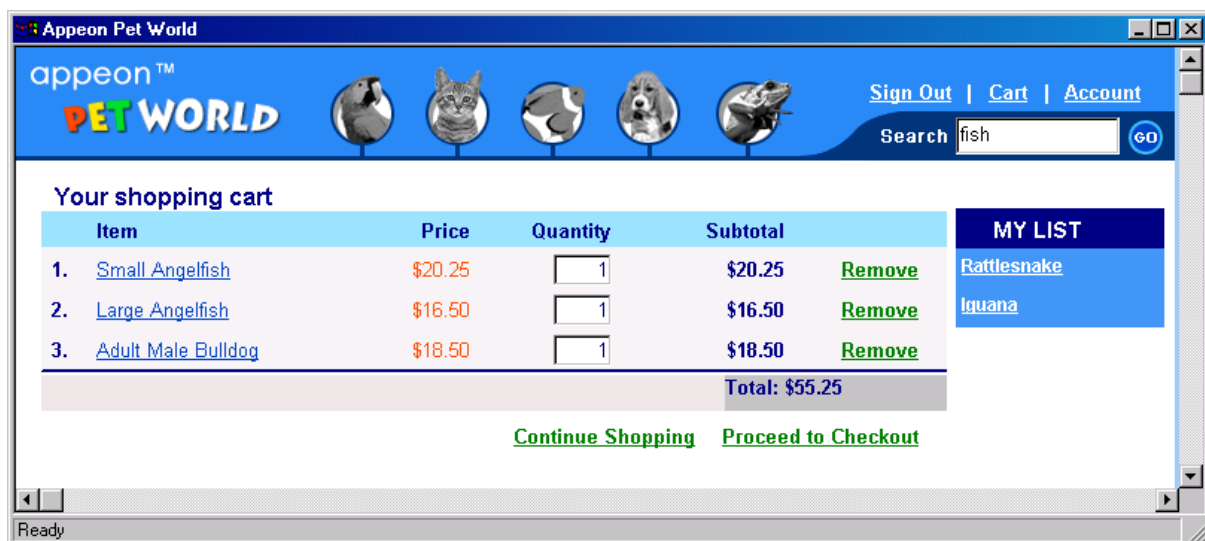 Appeon Pet World
appeon™
PET WORLD
Sign Out | Cart | Account
Search fish GO
Your shopping cart
Item Price Quantity Subtotal
MY LIST
1. Small Angelfish $20.25 1 $20.25 Remove
Rattlesnake
2. Large Angelfish $16.50 1 $16.50 Remove
Iguana
3. Adult Male Bulldog $18.50 1 $18.50 Remove
Total: $55.25
Continue Shopping Proceed to Checkout
Ready